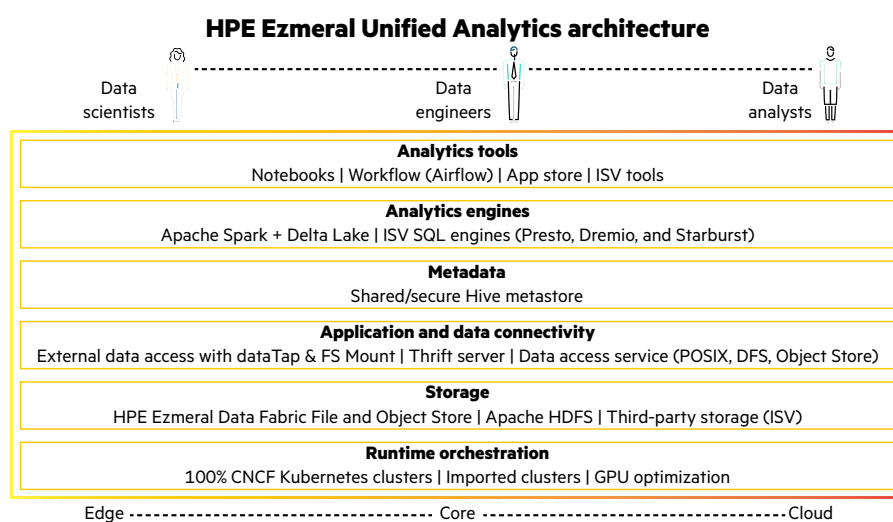 HPE Ezmeral Unified Analytics architecture
Data
scientists
Data
engineers
Data
analysts
Analytics tools
Notebooks | Workflow (Airflow) | App store | ISV tools
Analytics engines
Apache Spark + Delta Lake | ISV SQL engines (Presto, Dremio, and Starburst)
Metadata
Shared/secure Hive metastore
Application and data connectivity
External data access with dataTap & FS Mount | Thrift server | Data access service (POSIX, DFS, Object Store)
Storage
HPE Ezmeral Data Fabric File and Object Store | Apache HDFS | Third-party storage (ISV)
Runtime orchestration
100% CNCF Kubernetes clusters | Imported clusters | GPU optimization
Edge Core Cloud